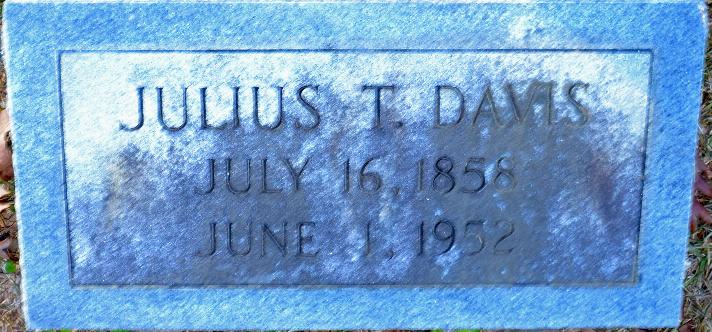 JULIUS T. DAVIS
JULY 16, 1858
JUNE 1, 1952